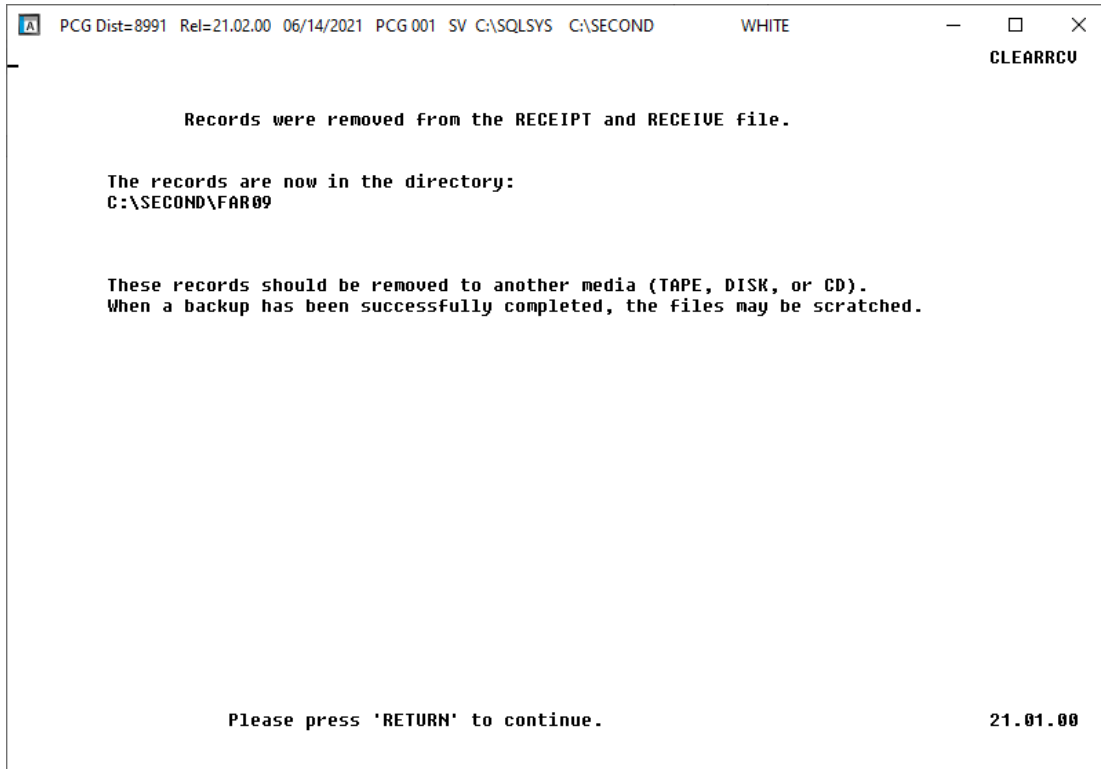 PCG Dist=8991 Rel=21.02.00 06/14/2021 PCG 001 SV C:\SQLSYS C:\SECOND WHITE
CLEARRCV
Records were removed from the RECEIPT and RECEIVE file.
The records are now in the directory:
C:\SECOND\FAR09
These records should be removed to another media (TAPE, DISK, or CD).
When a backup has been successfully completed, the files may be scratched.
Please press 'RETURN' to continue. 21.01.00